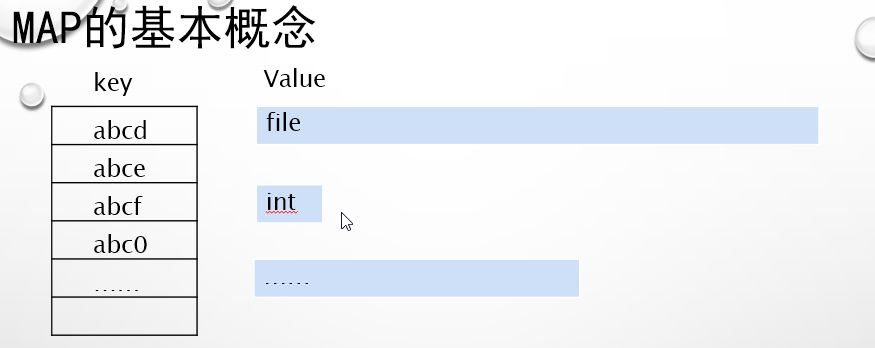 MAP的基本概念
key Value
abcd file
abce
abcf int
abc0
…… ……